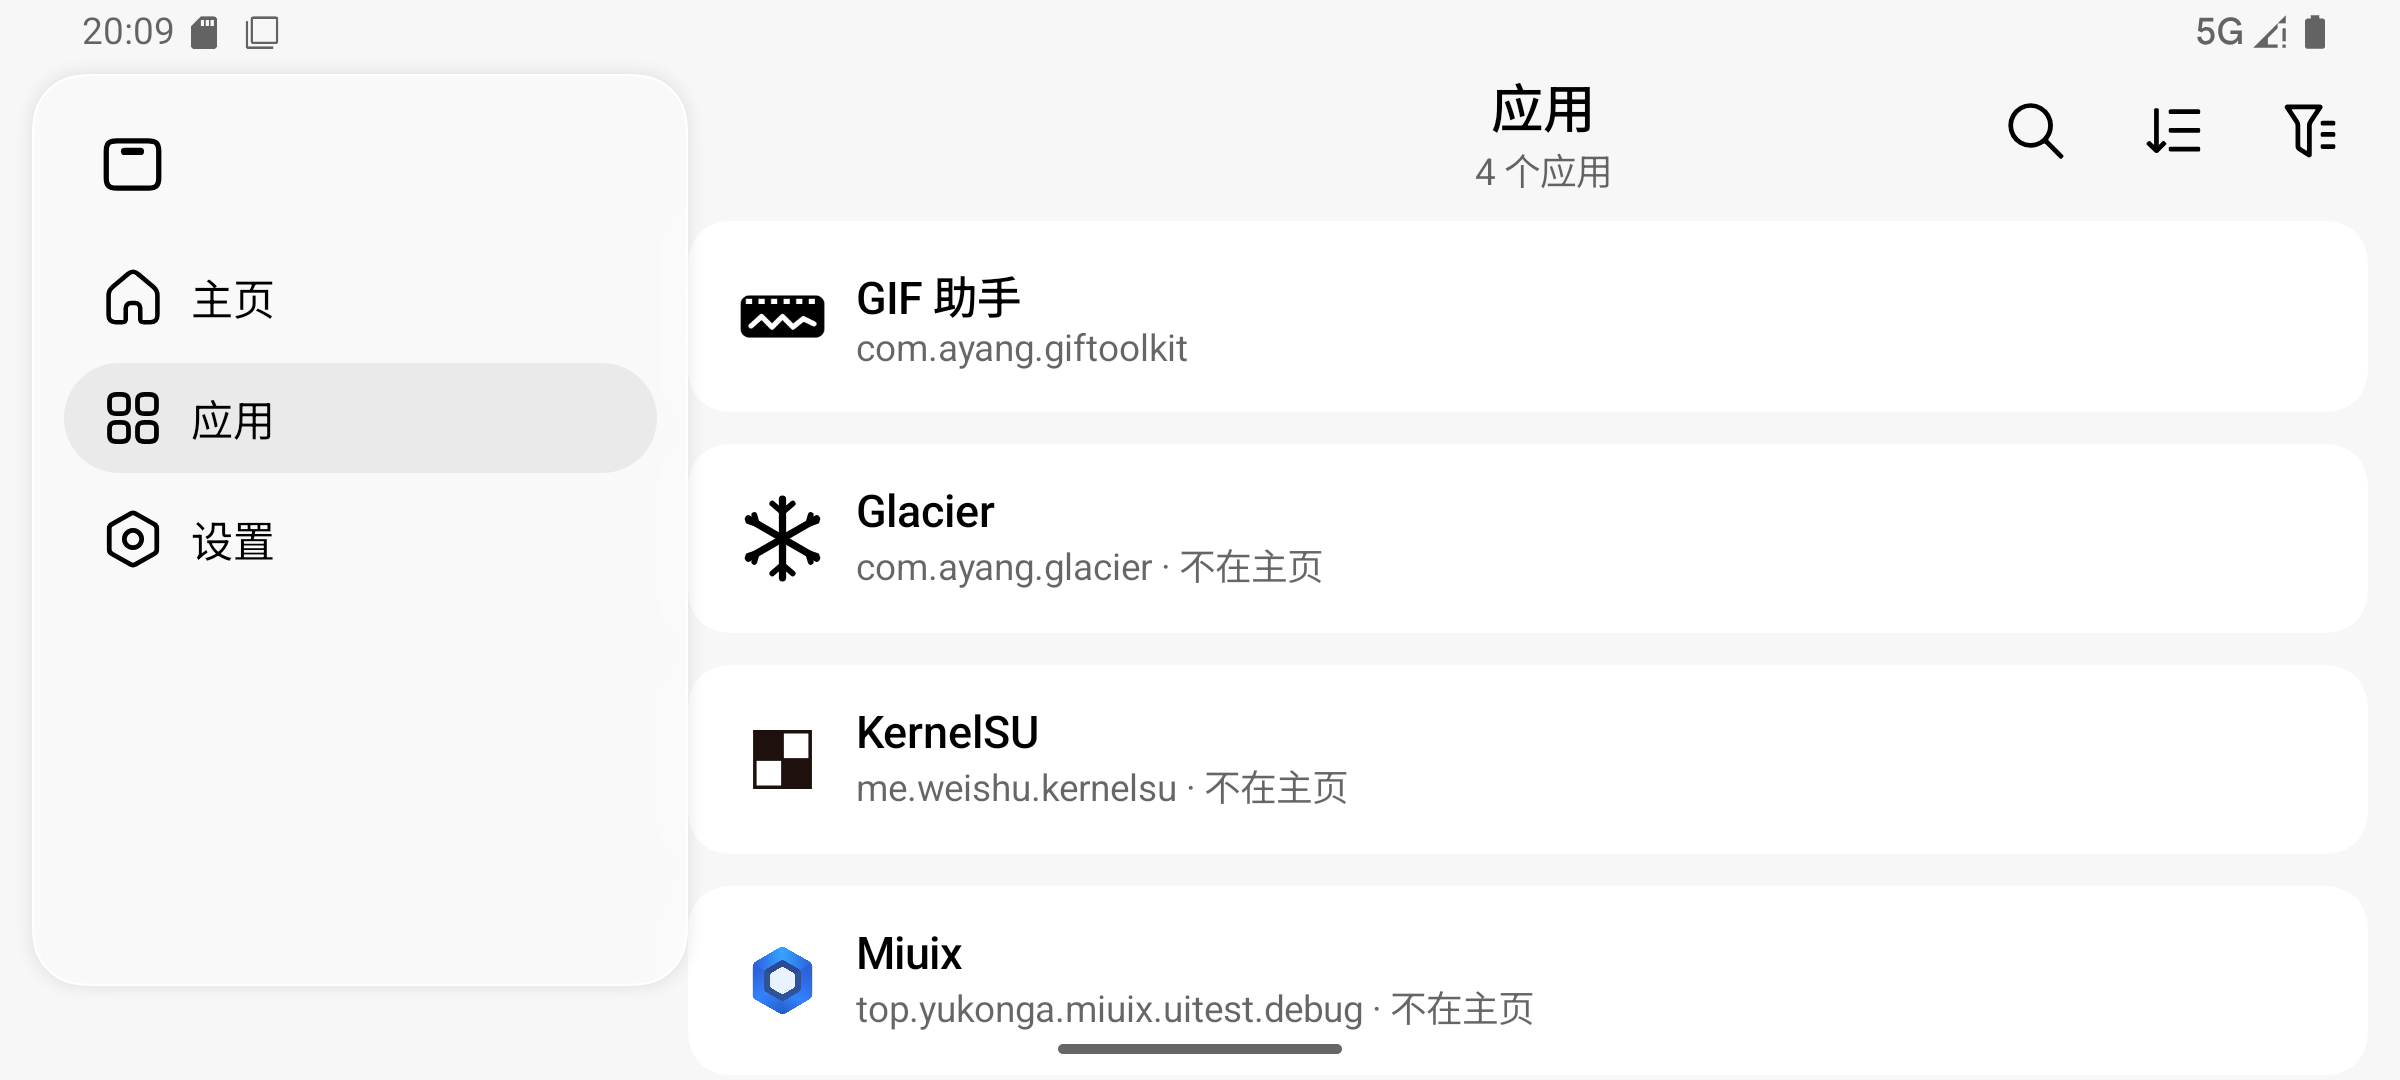 20:09
5G
主页
应用
设置
应用
4 个应用
GIF 助手
com.ayang.giftoolkit
Glacier
com.ayang.glacier · 不在主页
KernelSU
me.weishu.kernelsu · 不在主页
Miuix
top.yukonga.miuix.uitest.debug · 不在主页